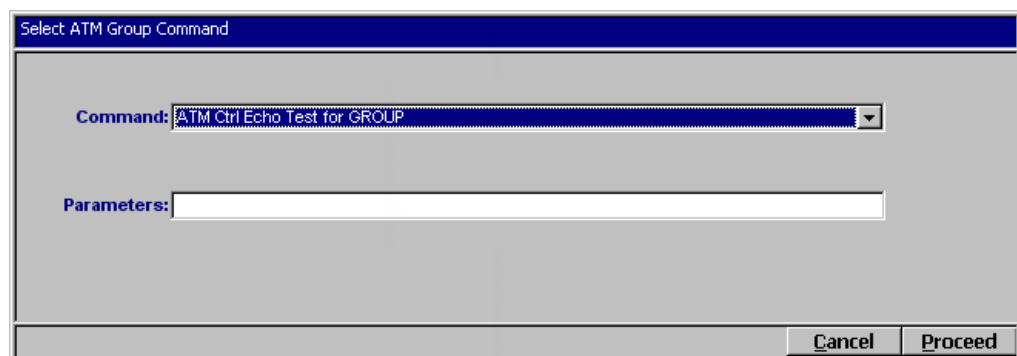 Select ATM Group Command
Command: ATM Ctrl Echo Test for GROUP
Parameters:
Cancel Proceed